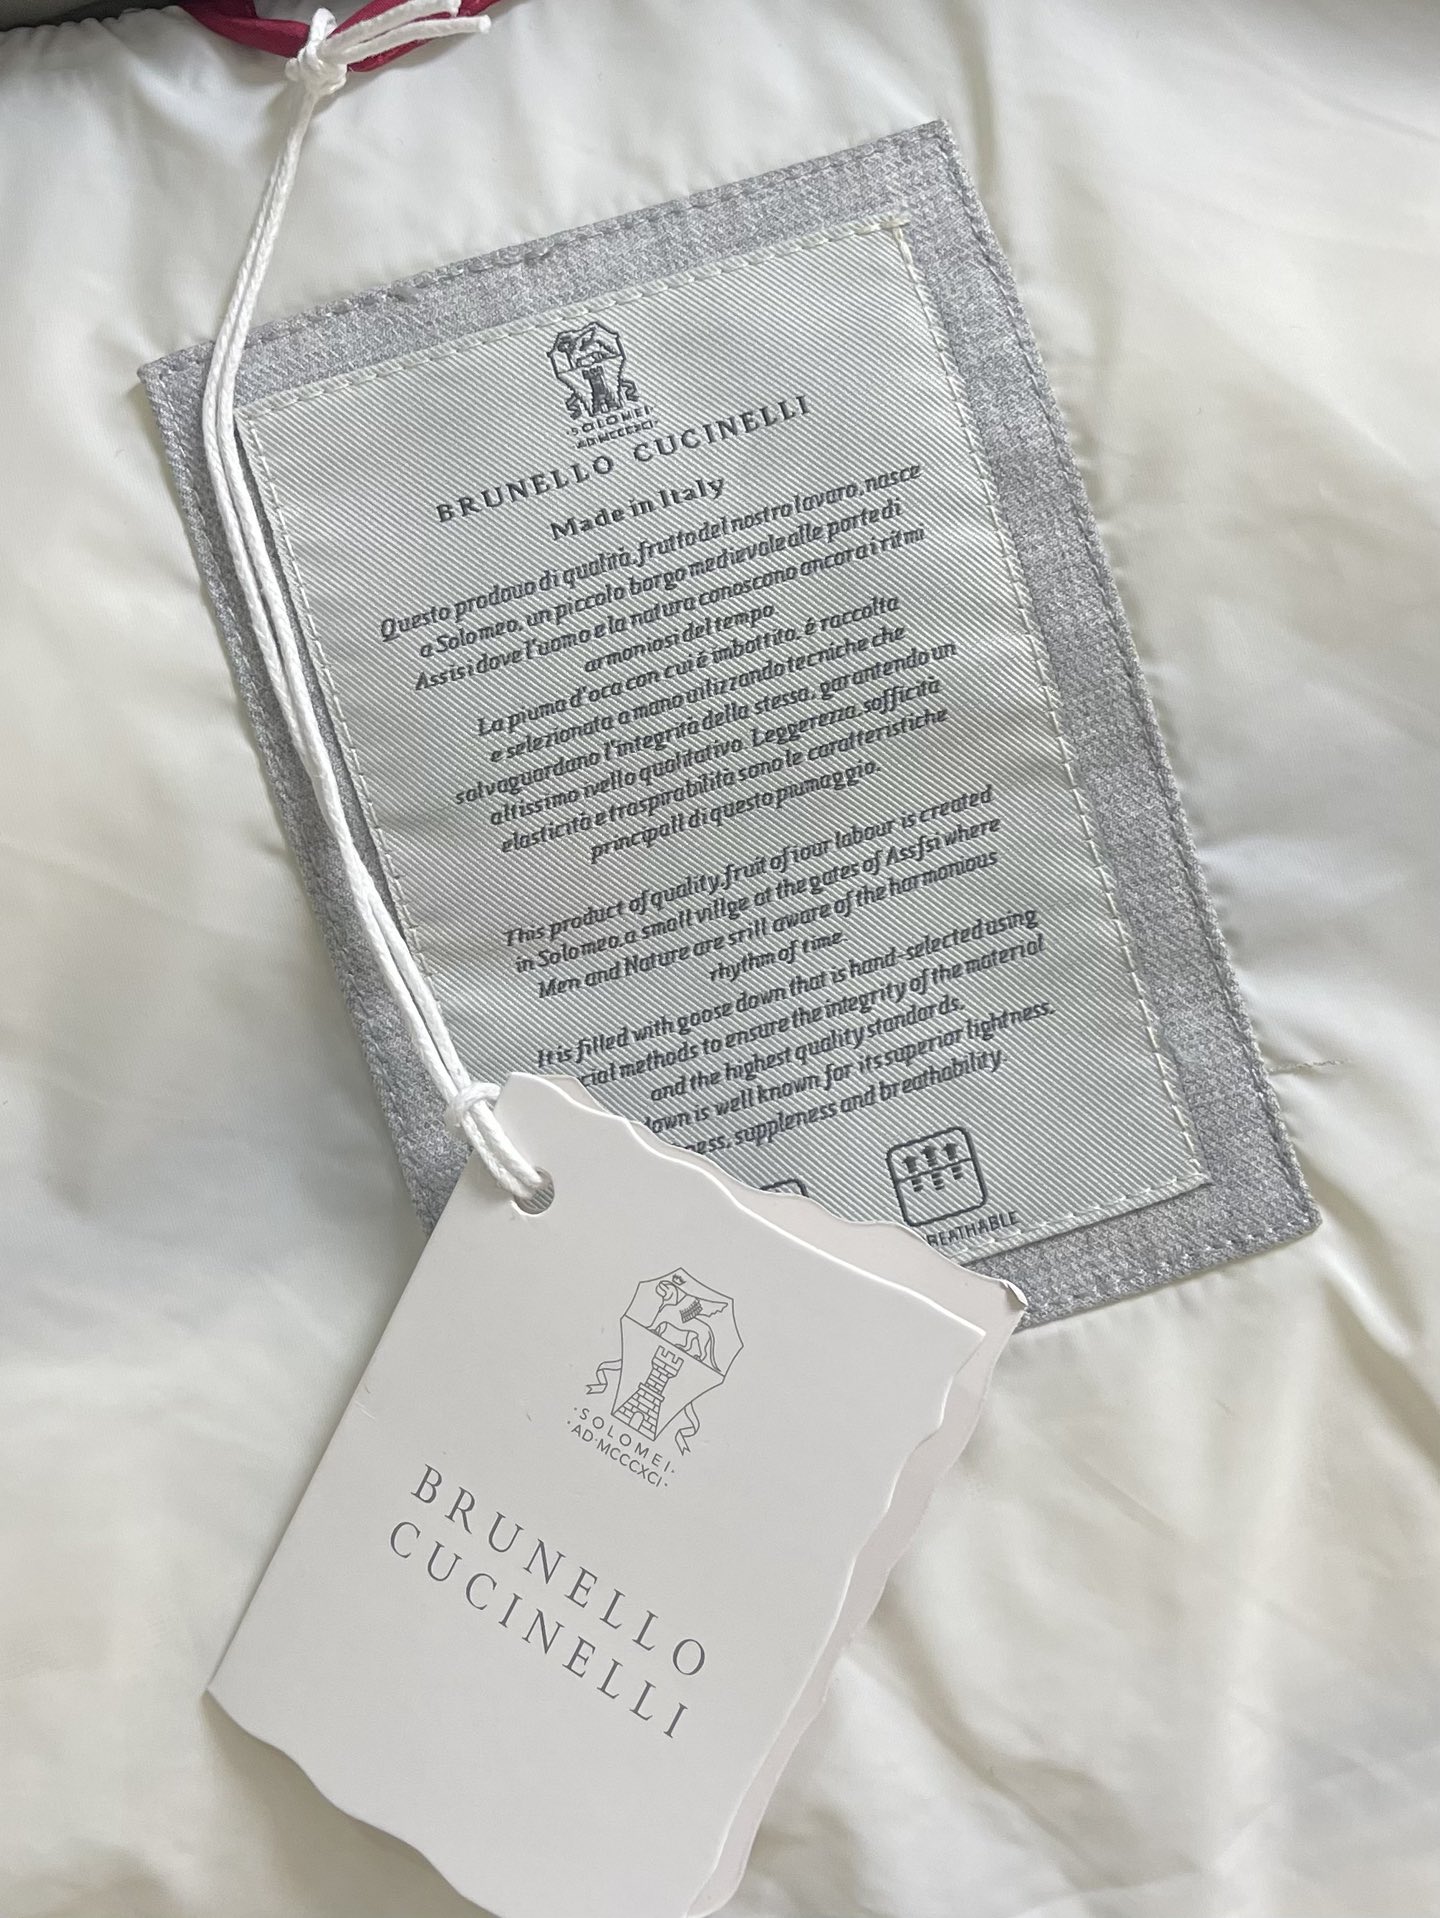 SOLOMEI
AD·MCCCXCI
BRUNELLO CUCINELLI
Made in Italy
Questo prodouo di qualità,frutto del nostro lavaro,nasce
a Solomeo, un piccolo borgo medievale alle porte di
Assisi dove l'uomo e la natura conoscono ancora i ritmi
armoniosi del tempo
La piuma d'oca con cui é imbottito, é raccolta
e selezionata a mano uilizzando tecniche che
salvaguardano l'integrità della stessa, garantendo un
altissimo ivello qualitativo. Leggerezza,sofficità
elasticità e traspirabilità sono le caratteristiche
principali di questo piumaggio.
This product of quality,fruit of iour labour is created
in Solomeo,a small villge at the gates of Assfsi where
Men and Nature are srill aware of the harmonious
rhythm of time.
It is filled with goose down that is hand-selected using
cial methods to ensure the integrity of the material
and the highest quality standards.
down is well known for its superior lightness.
ness, suppleness and breathability
REATHABLE
·SOLOMEI·
·AD·MCCCXCI·
BRUNELLO
CUCINELLI